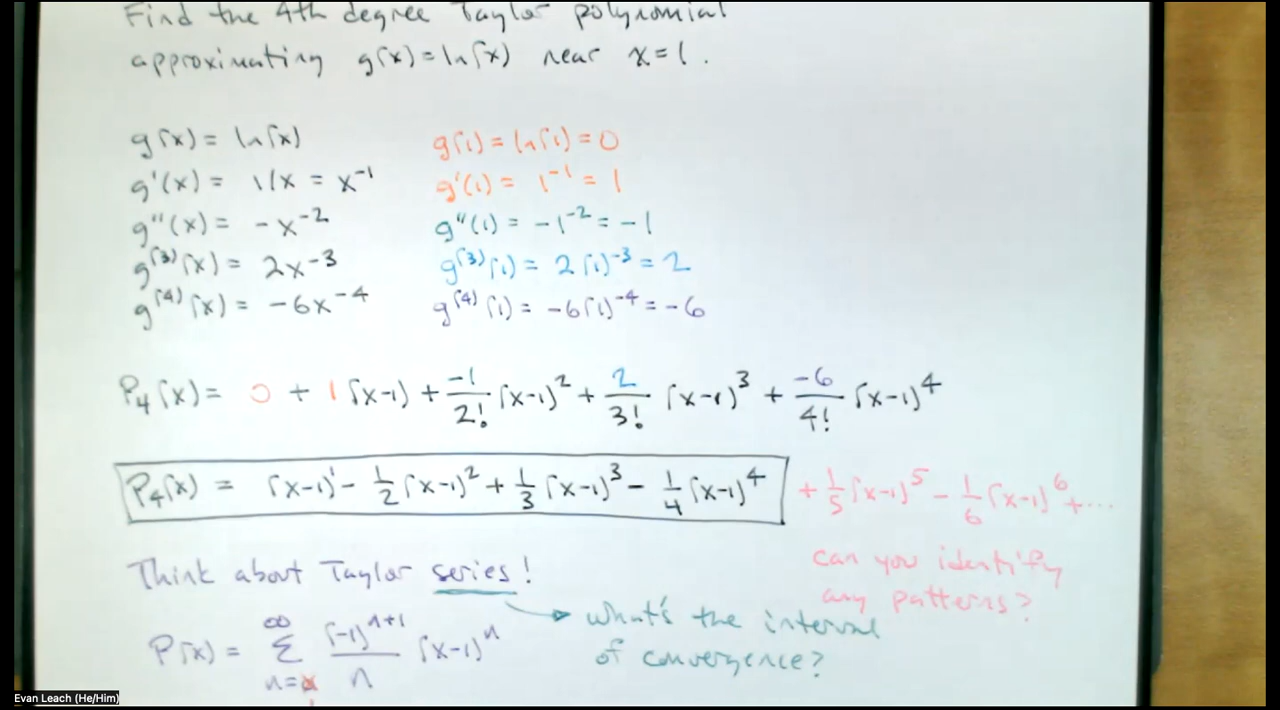 Find the 4th degree Taylor polynomial
approximating g(x)=ln(x) near x=1.
g(x)= ln(x) g(1)=ln(1)=0
g'(x)= 1/x = x⁻¹ g'(1)= 1⁻¹ = 1
g''(x)= -x⁻² g''(1)= -1⁻² = -1
g⁽³⁾(x)= 2x⁻³ g⁽³⁾(1)= 2(1)⁻³ = 2
g⁽⁴⁾(x)= -6x⁻⁴ g⁽⁴⁾(1)= -6(1)⁻⁴ = -6
P₄(x)= 0 + 1(x-1) + -1/2! (x-1)² + 2/3! (x-1)³ + -6/4! (x-1)⁴
P₄(x) = (x-1)¹ - 1/2 (x-1)² + 1/3 (x-1)³ - 1/4 (x-1)⁴ + 1/5 (x-1)⁵ - 1/6 (x-1)⁶ + ...
can you identify
any patterns?
Think about Taylor series!
→ what's the interval
of convergence?
P(x) = ∞ Σ n= 1 (-1)ⁿ⁺¹/n (x-1)ⁿ
Evan Leach (He/Him)